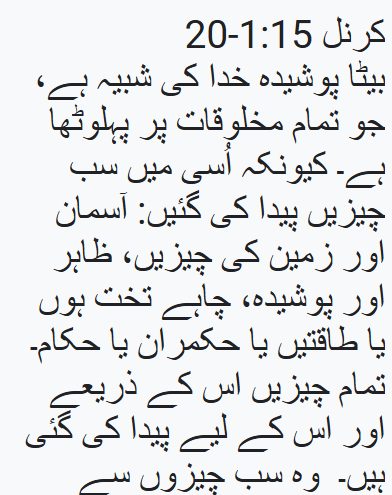 کرنل 1:15-20
بیٹا پوشیدہ خدا کی شبیہ ہے،
جو تمام مخلوقات پر پہلوٹھا
ہے۔ کیونکہ اُسی میں سب
چیزیں پیدا کی گئیں: آسمان
اور زمین کی چیزیں، ظاہر
اور پوشیدہ، چاہے تخت ہوں
یا طاقتیں یا حکمران یا حکام۔
تمام چیزیں اس کے ذریعے
اور اس کے لیے پیدا کی گئی
ہیں۔ وہ سب چیزوں سے